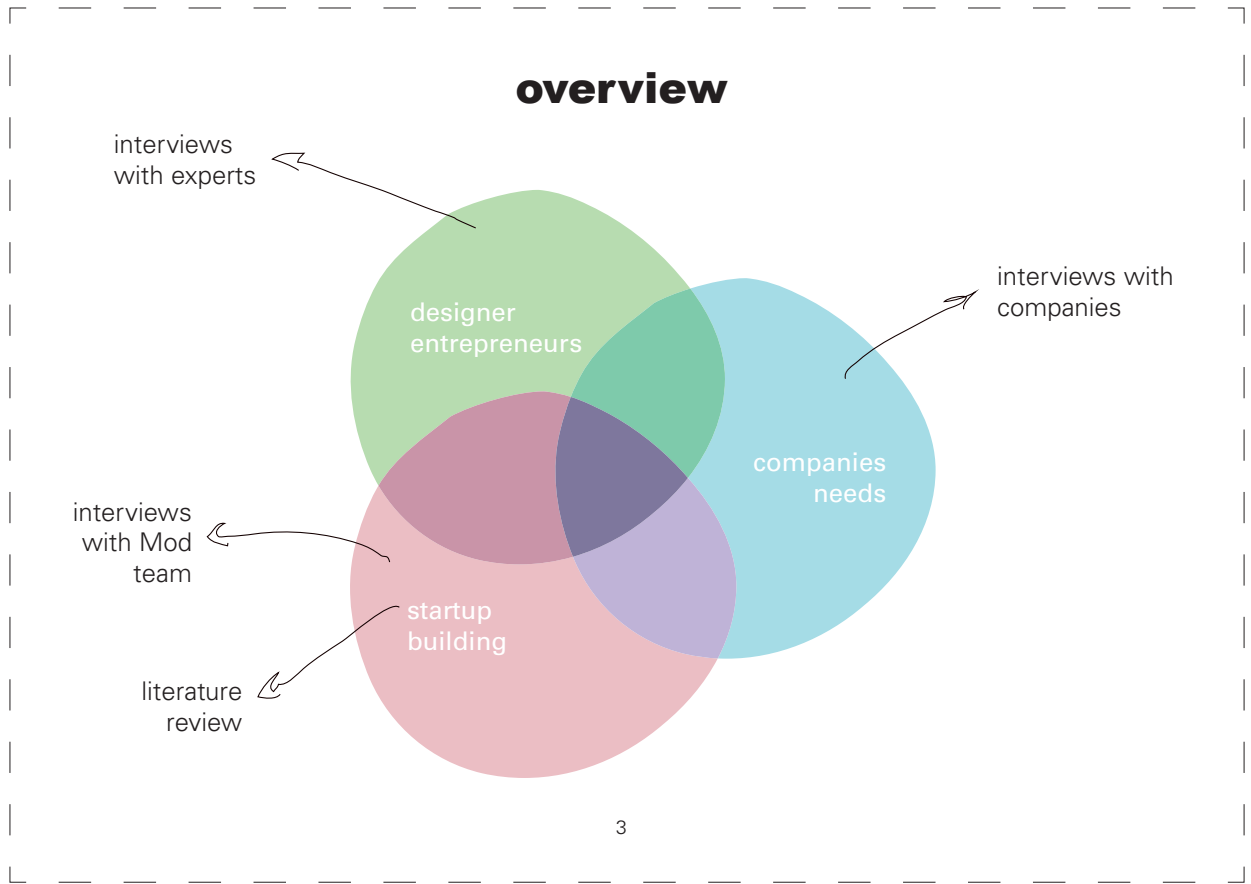 overview
interviews
with experts
designer
entrepreneurs
interviews with
companies
companies
needs
interviews
with Mod
team
startup
building
literature
review
3